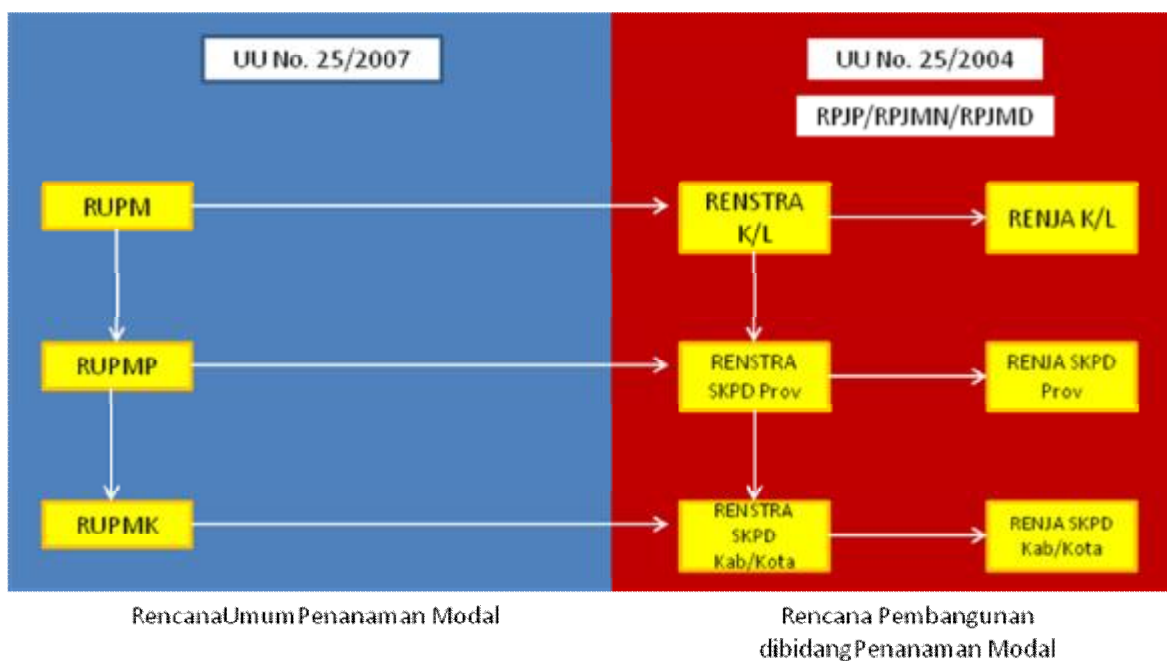 UU No. 25/2007
UU No. 25/2004
RPJP/RPJMN/RPJMD
RUPM
RENSTRA
K/L
RENJA K/L
RUPMP
RENSTRA
SKPD Prov
RENJA SKPD
Prov
RUPMK
RENSTRA
SKPD
Kab/Kota
RENJA SKPD
Kab/Kota
RencanaUmumPenanaman Modal
Rencana Pembangunan
dibidangPenanaman Modal